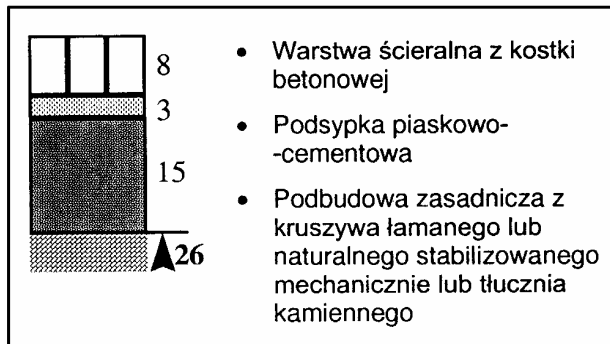 8
3
15
26
• Warstwa ścieralna z kostki
betonowej
• Podsypka piaskowo-
-cementowa
• Podbudowa zasadnicza z
kruszywa łamanego lub
naturalnego stabilizowanego
mechanicznie lub tłucznia
kamiennego